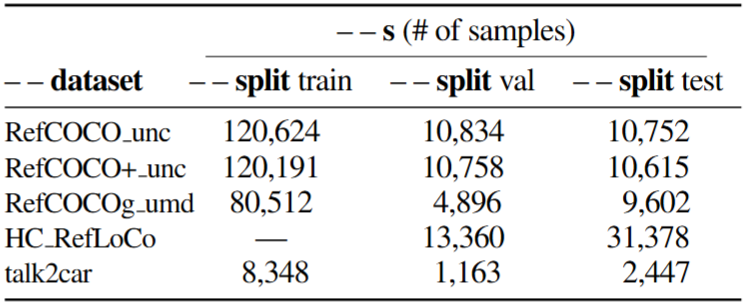 – – s (# of samples)
– – dataset – – split train – – split val – – split test
RefCOCO_unc 120,624 10,834 10,752
RefCOCO+_unc 120,191 10,758 10,615
RefCOCOg_umd 80,512 4,896 9,602
HC_RefLoCo — 13,360 31,378
talk2car 8,348 1,163 2,447